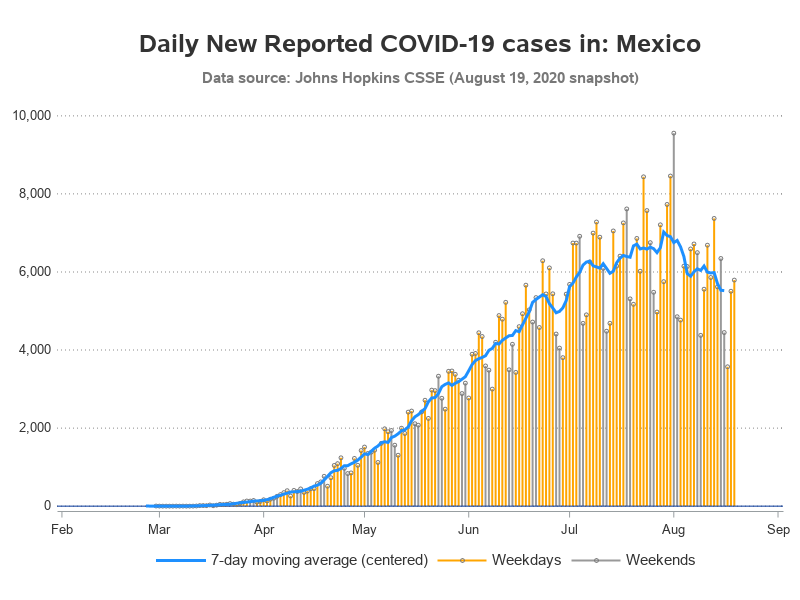 Daily New Reported COVID-19 cases in: Mexico
Data source: Johns Hopkins CSSE (August 19, 2020 snapshot)
10,000
8,000
6,000
4,000
2,000
0
Feb Mar Apr May Jun Jul Aug Sep
7-day moving average (centered) Weekdays Weekends